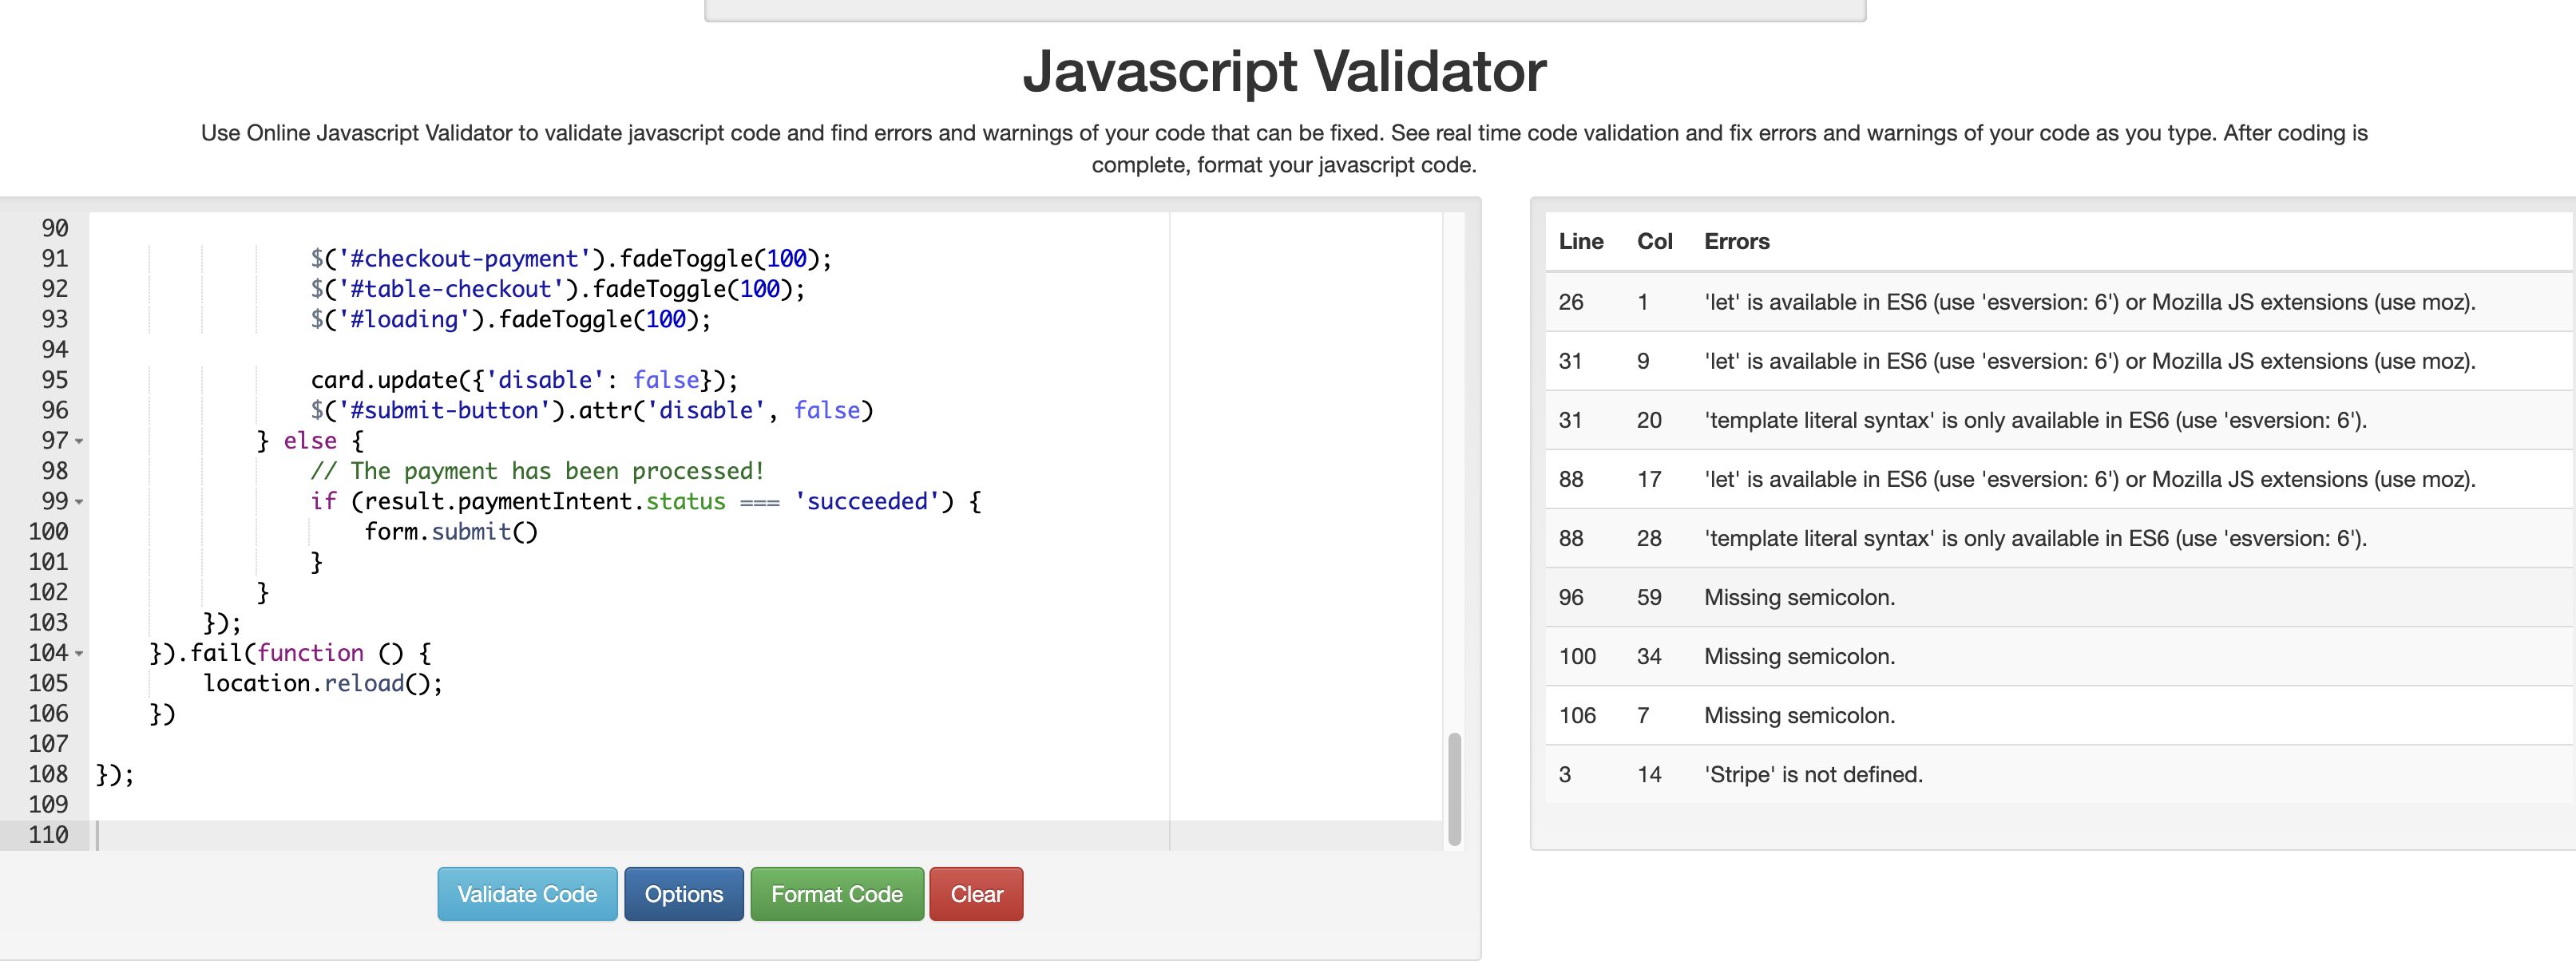 Javascript Validator
Use Online Javascript Validator to validate javascript code and find errors and warnings of your code that can be fixed. See real time code validation and fix errors and warnings of your code as you type. After coding is
complete, format your javascript code.
90
91 $('#checkout-payment').fadeToggle(100);
92 $('#table-checkout').fadeToggle(100);
93 $('#loading').fadeToggle(100);
94
95 card.update({'disable': false});
96 $('#submit-button').attr('disable', false)
97 } else {
98 // The payment has been processed!
99 if (result.paymentIntent.status === 'succeeded') {
100 form.submit()
101 }
102 }
103 });
104 }).fail(function () {
105 location.reload();
106 })
107
108 });
109
110
Validate Code Options Format Code Clear
Line Col Errors
26 1 'let' is available in ES6 (use 'esversion: 6') or Mozilla JS extensions (use moz).
31 9 'let' is available in ES6 (use 'esversion: 6') or Mozilla JS extensions (use moz).
31 20 'template literal syntax' is only available in ES6 (use 'esversion: 6').
88 17 'let' is available in ES6 (use 'esversion: 6') or Mozilla JS extensions (use moz).
88 28 'template literal syntax' is only available in ES6 (use 'esversion: 6').
96 59 Missing semicolon.
100 34 Missing semicolon.
106 7 Missing semicolon.
3 14 'Stripe' is not defined.